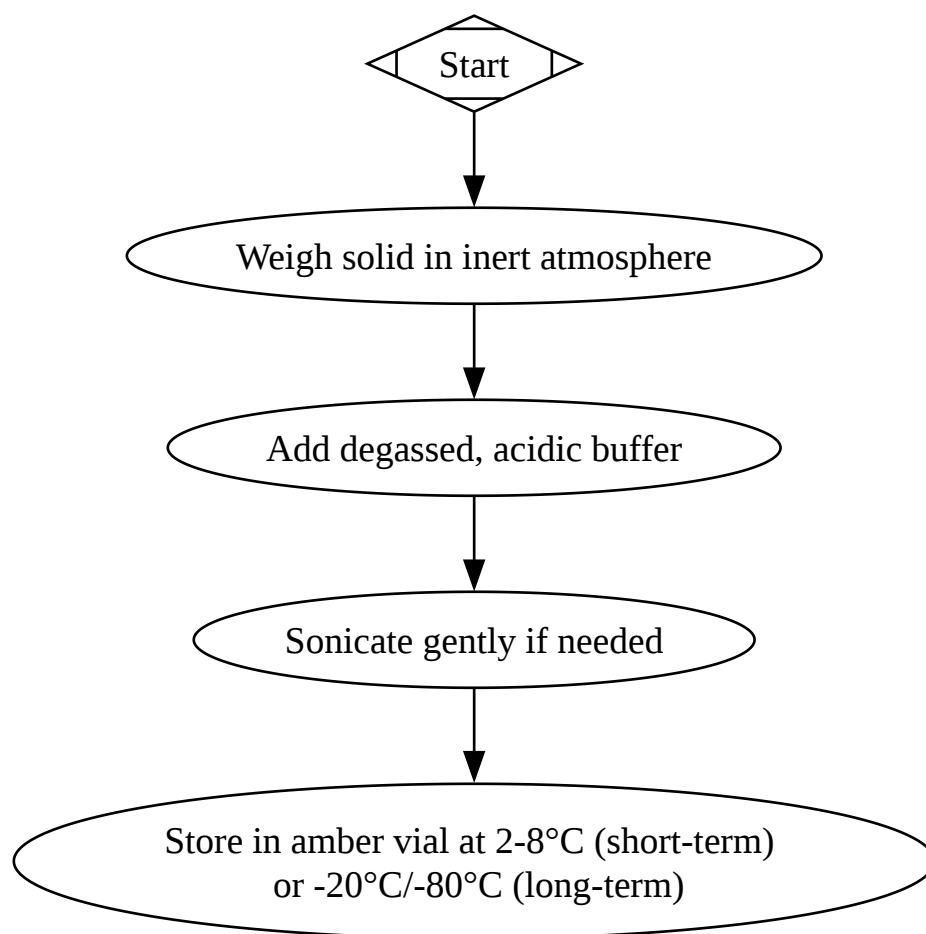 Start
Weigh solid in inert atmosphere
Add degassed, acidic buffer
Sonicate gently if needed
Store in amber vial at 2-8°C (short-term)
or -20°C/-80°C (long-term)